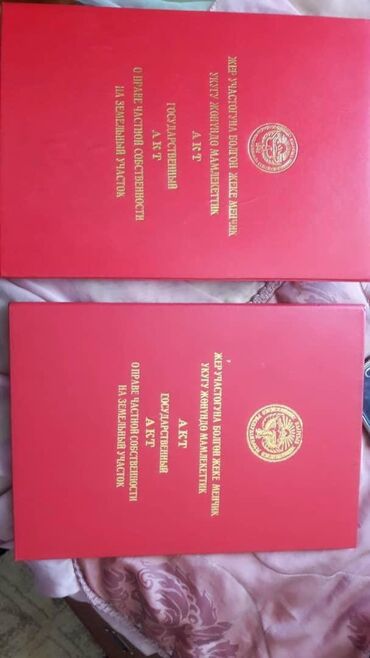 ЖЕР УЧАСТОГУНА БОЛГОН ЖЕКЕ МЕНЧИК
УКУГУ ЖӨНҮНДӨ МАМЛЕКЕТТИК
АКТ
ГОСУДАРСТВЕННЫЙ
АКТ
О ПРАВЕ ЧАСТНОЙ СОБСТВЕННОСТИ
НА ЗЕМЕЛЬНЫЙ УЧАСТОК
ЖЕР УЧАСТОГУНА БОЛГОН ЖЕКЕ МЕНЧИК
УКУГУ ЖӨНҮНДӨ МАМЛЕКЕТТИК
АКТ
ГОСУДАРСТВЕННЫЙ
АКТ
О ПРАВЕ ЧАСТНОЙ СОБСТВЕННОСТИ
НА ЗЕМЕЛЬНЫЙ УЧАСТОК